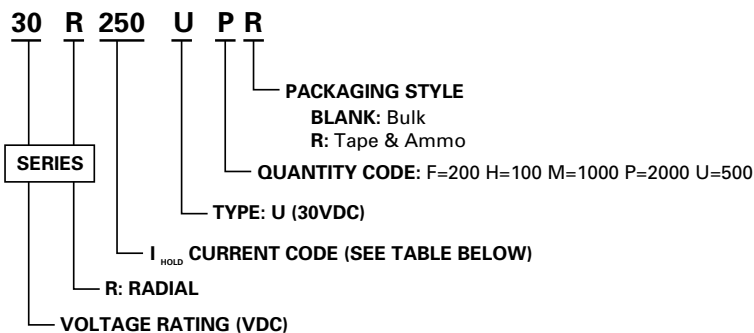 30 R 250 U P R
PACKAGING STYLE
BLANK: Bulk
R: Tape & Ammo
SERIES
QUANTITY CODE: F=200 H=100 M=1000 P=2000 U=500
TYPE: U (30VDC)
I HOLD CURRENT CODE (SEE TABLE BELOW)
R: RADIAL
VOLTAGE RATING (VDC)